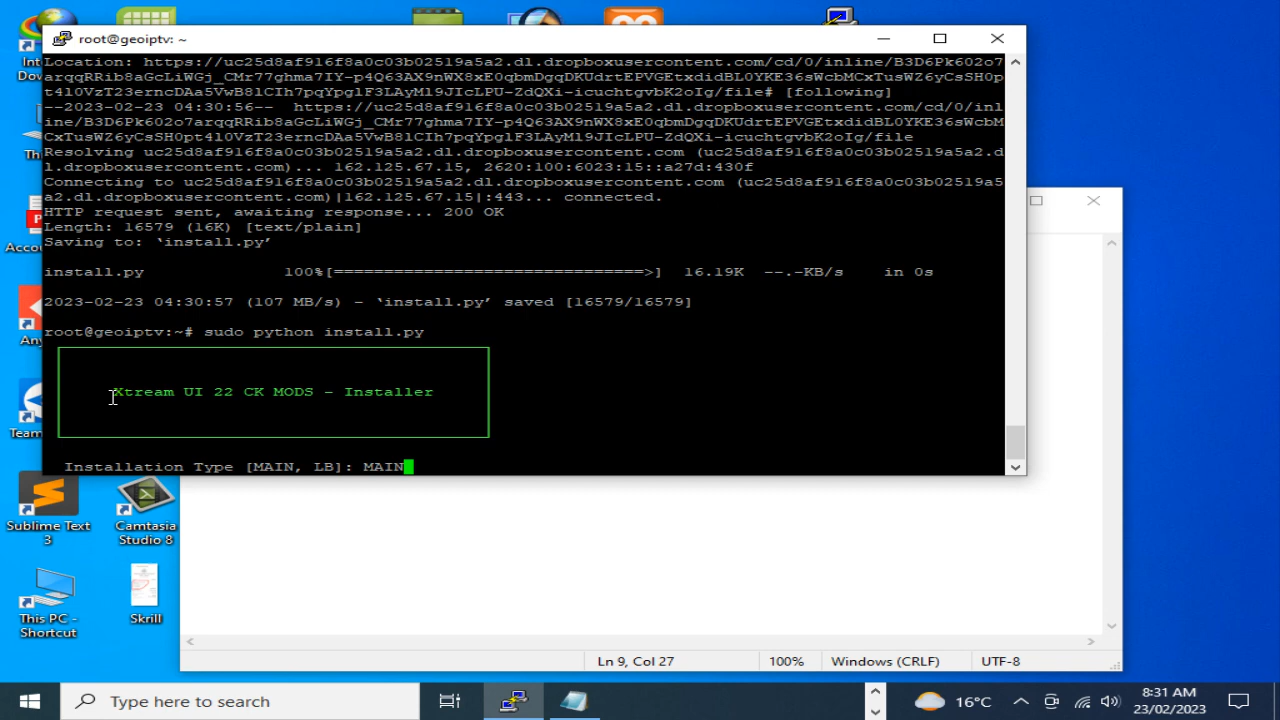 root@geoiptv: ~
Location: https://uc25d8af916f8a0c03b02519a5a2.dl.dropboxusercontent.com/cd/0/inline/B3D6Pk602o7
arqqRRib8aGcLiWGj_CMr77ghma7IY-p4Q63AX9nWX8xE0qbmDgqDKUdrtEPVGEtxdidBL0YKE36sWcbMCxTusWZ6yCsSH0p
t4l0VzT23erncDAa5VwB8lCIh7pqYpglF3LAyMl9JIcLPU-ZdQXi-icuchtgvbK2oIg/file# [following]
--2023-02-23 04:30:56-- https://uc25d8af916f8a0c03b02519a5a2.dl.dropboxusercontent.com/cd/0/inl
ine/B3D6Pk602o7arqqRRib8aGcLiWGj_CMr77ghma7IY-p4Q63AX9nWX8xE0qbmDgqDKUdrtEPVGEtxdidBL0YKE36sWcbM
CxTusWZ6yCsSH0pt4l0VzT23erncDAa5VwB8lCIh7pqYpglF3LAyMl9JIcLPU-ZdQXi-icuchtgvbK2oIg/file
Resolving uc25d8af916f8a0c03b02519a5a2.dl.dropboxusercontent.com (uc25d8af916f8a0c03b02519a5a2.d
l.dropboxusercontent.com)... 162.125.67.15, 2620:100:6023:15::a27d:430f
Connecting to uc25d8af916f8a0c03b02519a5a2.dl.dropboxusercontent.com (uc25d8af916f8a0c03b02519a5
a2.dl.dropboxusercontent.com)|162.125.67.15|:443... connected.
HTTP request sent, awaiting response... 200 OK
Length: 16579 (16K) [text/plain]
Saving to: ‘install.py’
install.py 100%[===============================>] 16.19K --.-KB/s in 0s
2023-02-23 04:30:57 (107 MB/s) - ‘install.py’ saved [16579/16579]
root@geoiptv:~# sudo python install.py
Xtream UI 22 CK MODS - Installer
Installation Type [MAIN, LB]: MAIN
Sublime Text
3
Camtasia
Studio 8
This PC -
Shortcut
Skrill
Ln 9, Col 27
100%
Windows (CRLF)
UTF-8
Type here to search
16°C
8:31 AM
23/02/2023